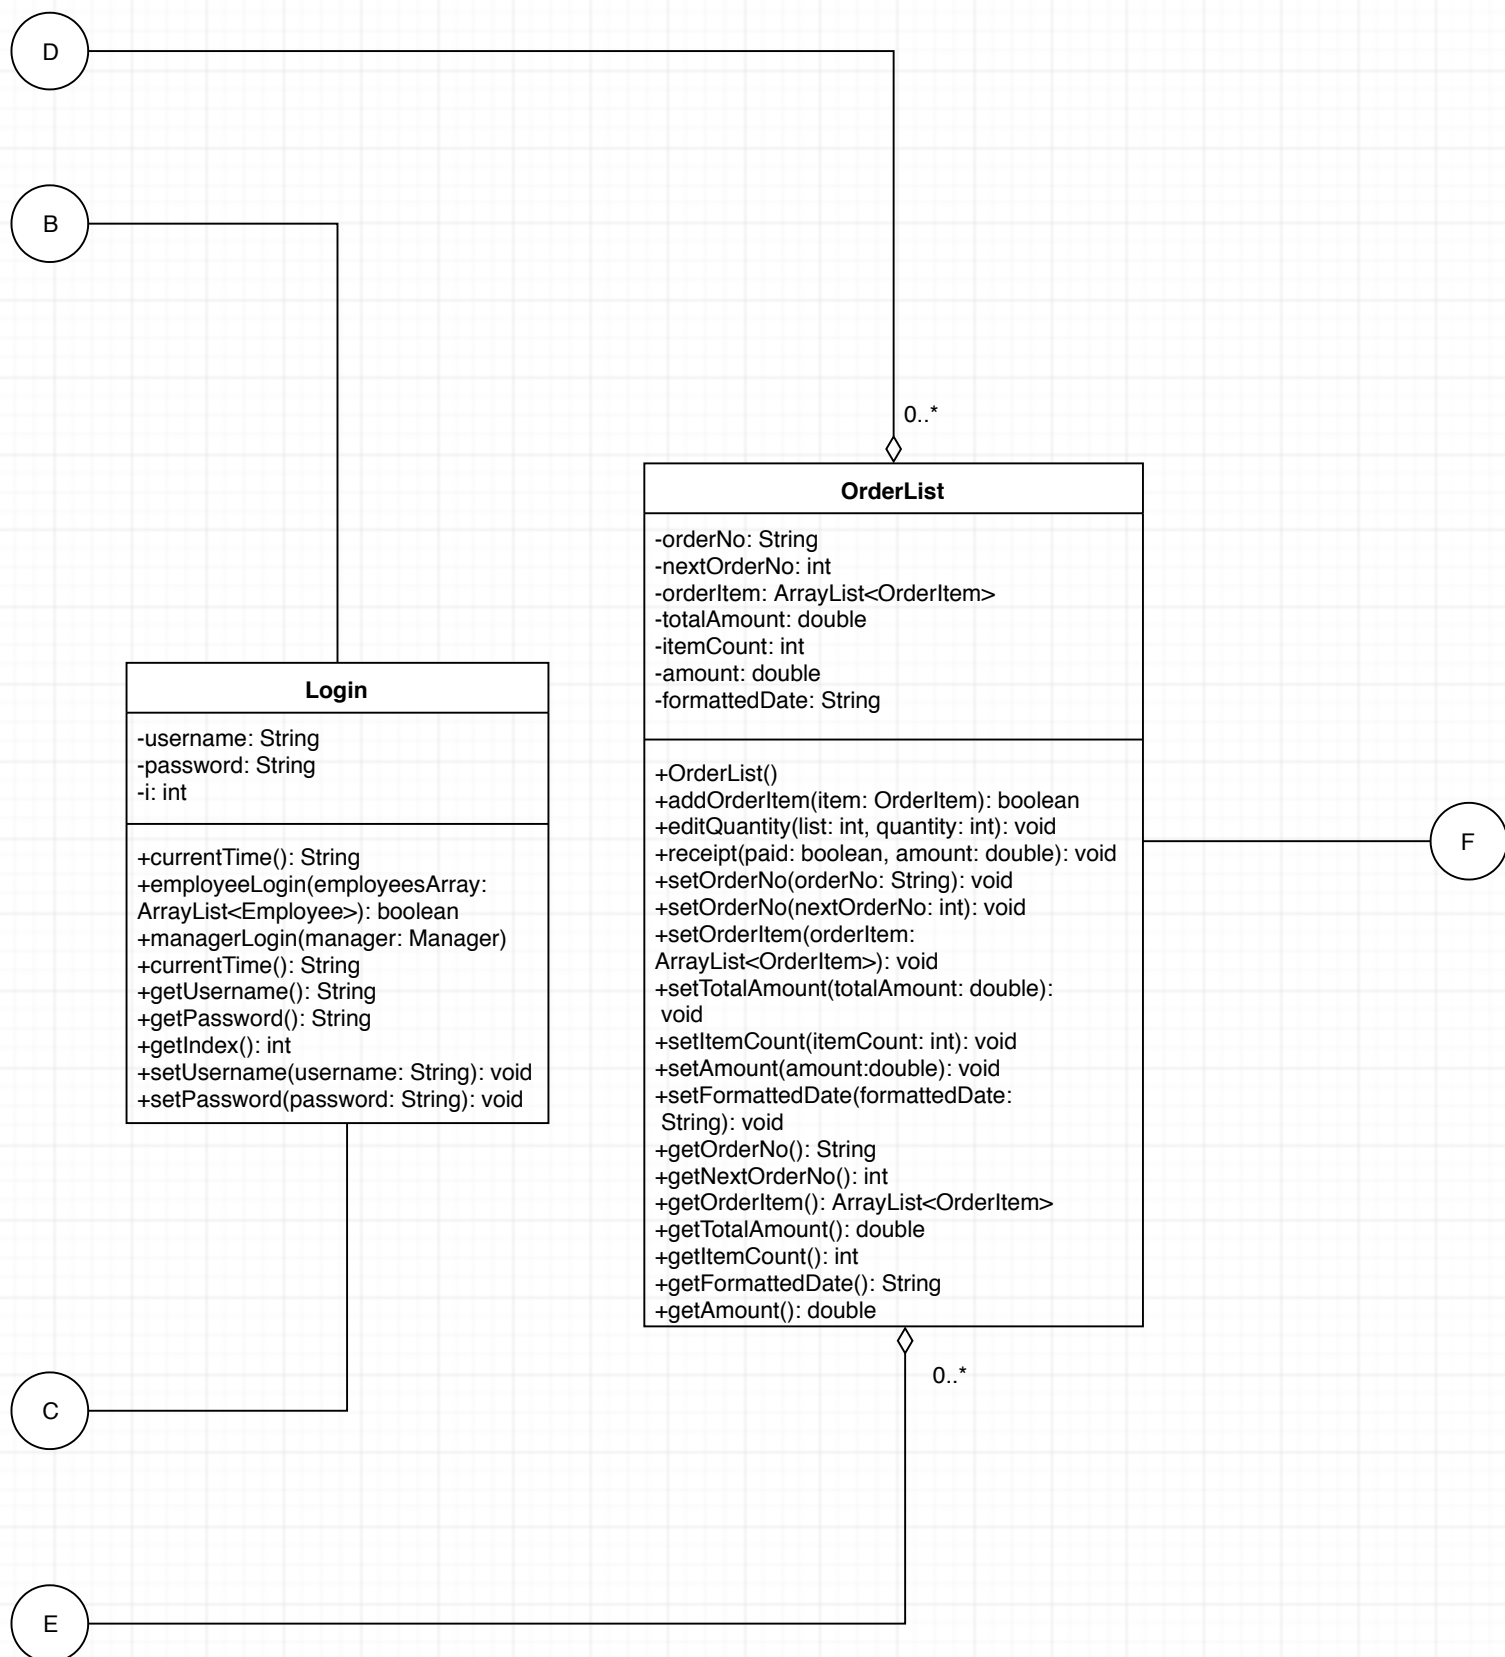 D
B
0..*
OrderList
-orderNo: String
-nextOrderNo: int
-orderItem: ArrayList<OrderItem>
-totalAmount: double
-itemCount: int
-amount: double
-formattedDate: String
Login
-username: String
-password: String
-i: int
+currentTime(): String
+employeeLogin(employeesArray:
ArrayList<Employee>): boolean
+managerLogin(manager: Manager)
+currentTime(): String
+getUsername(): String
+getPassword(): String
+getIndex(): int
+setUsername(username: String): void
+setPassword(password: String): void
+OrderList()
+addOrderItem(item: OrderItem): boolean
+editQuantity(list: int, quantity: int): void
+receipt(paid: boolean, amount: double): void
+setOrderNo(orderNo: String): void
+setOrderNo(nextOrderNo: int): void
+setOrderItem(orderItem:
ArrayList<OrderItem>): void
+setTotalAmount(totalAmount: double):
void
+setItemCount(itemCount: int): void
+setAmount(amount:double): void
+setFormattedDate(formattedDate:
String): void
+getOrderNo(): String
+getNextOrderNo(): int
+getOrderItem(): ArrayList<OrderItem>
+getTotalAmount(): double
+getItemCount(): int
+getFormattedDate(): String
+getAmount(): double
F
0..*
C
E